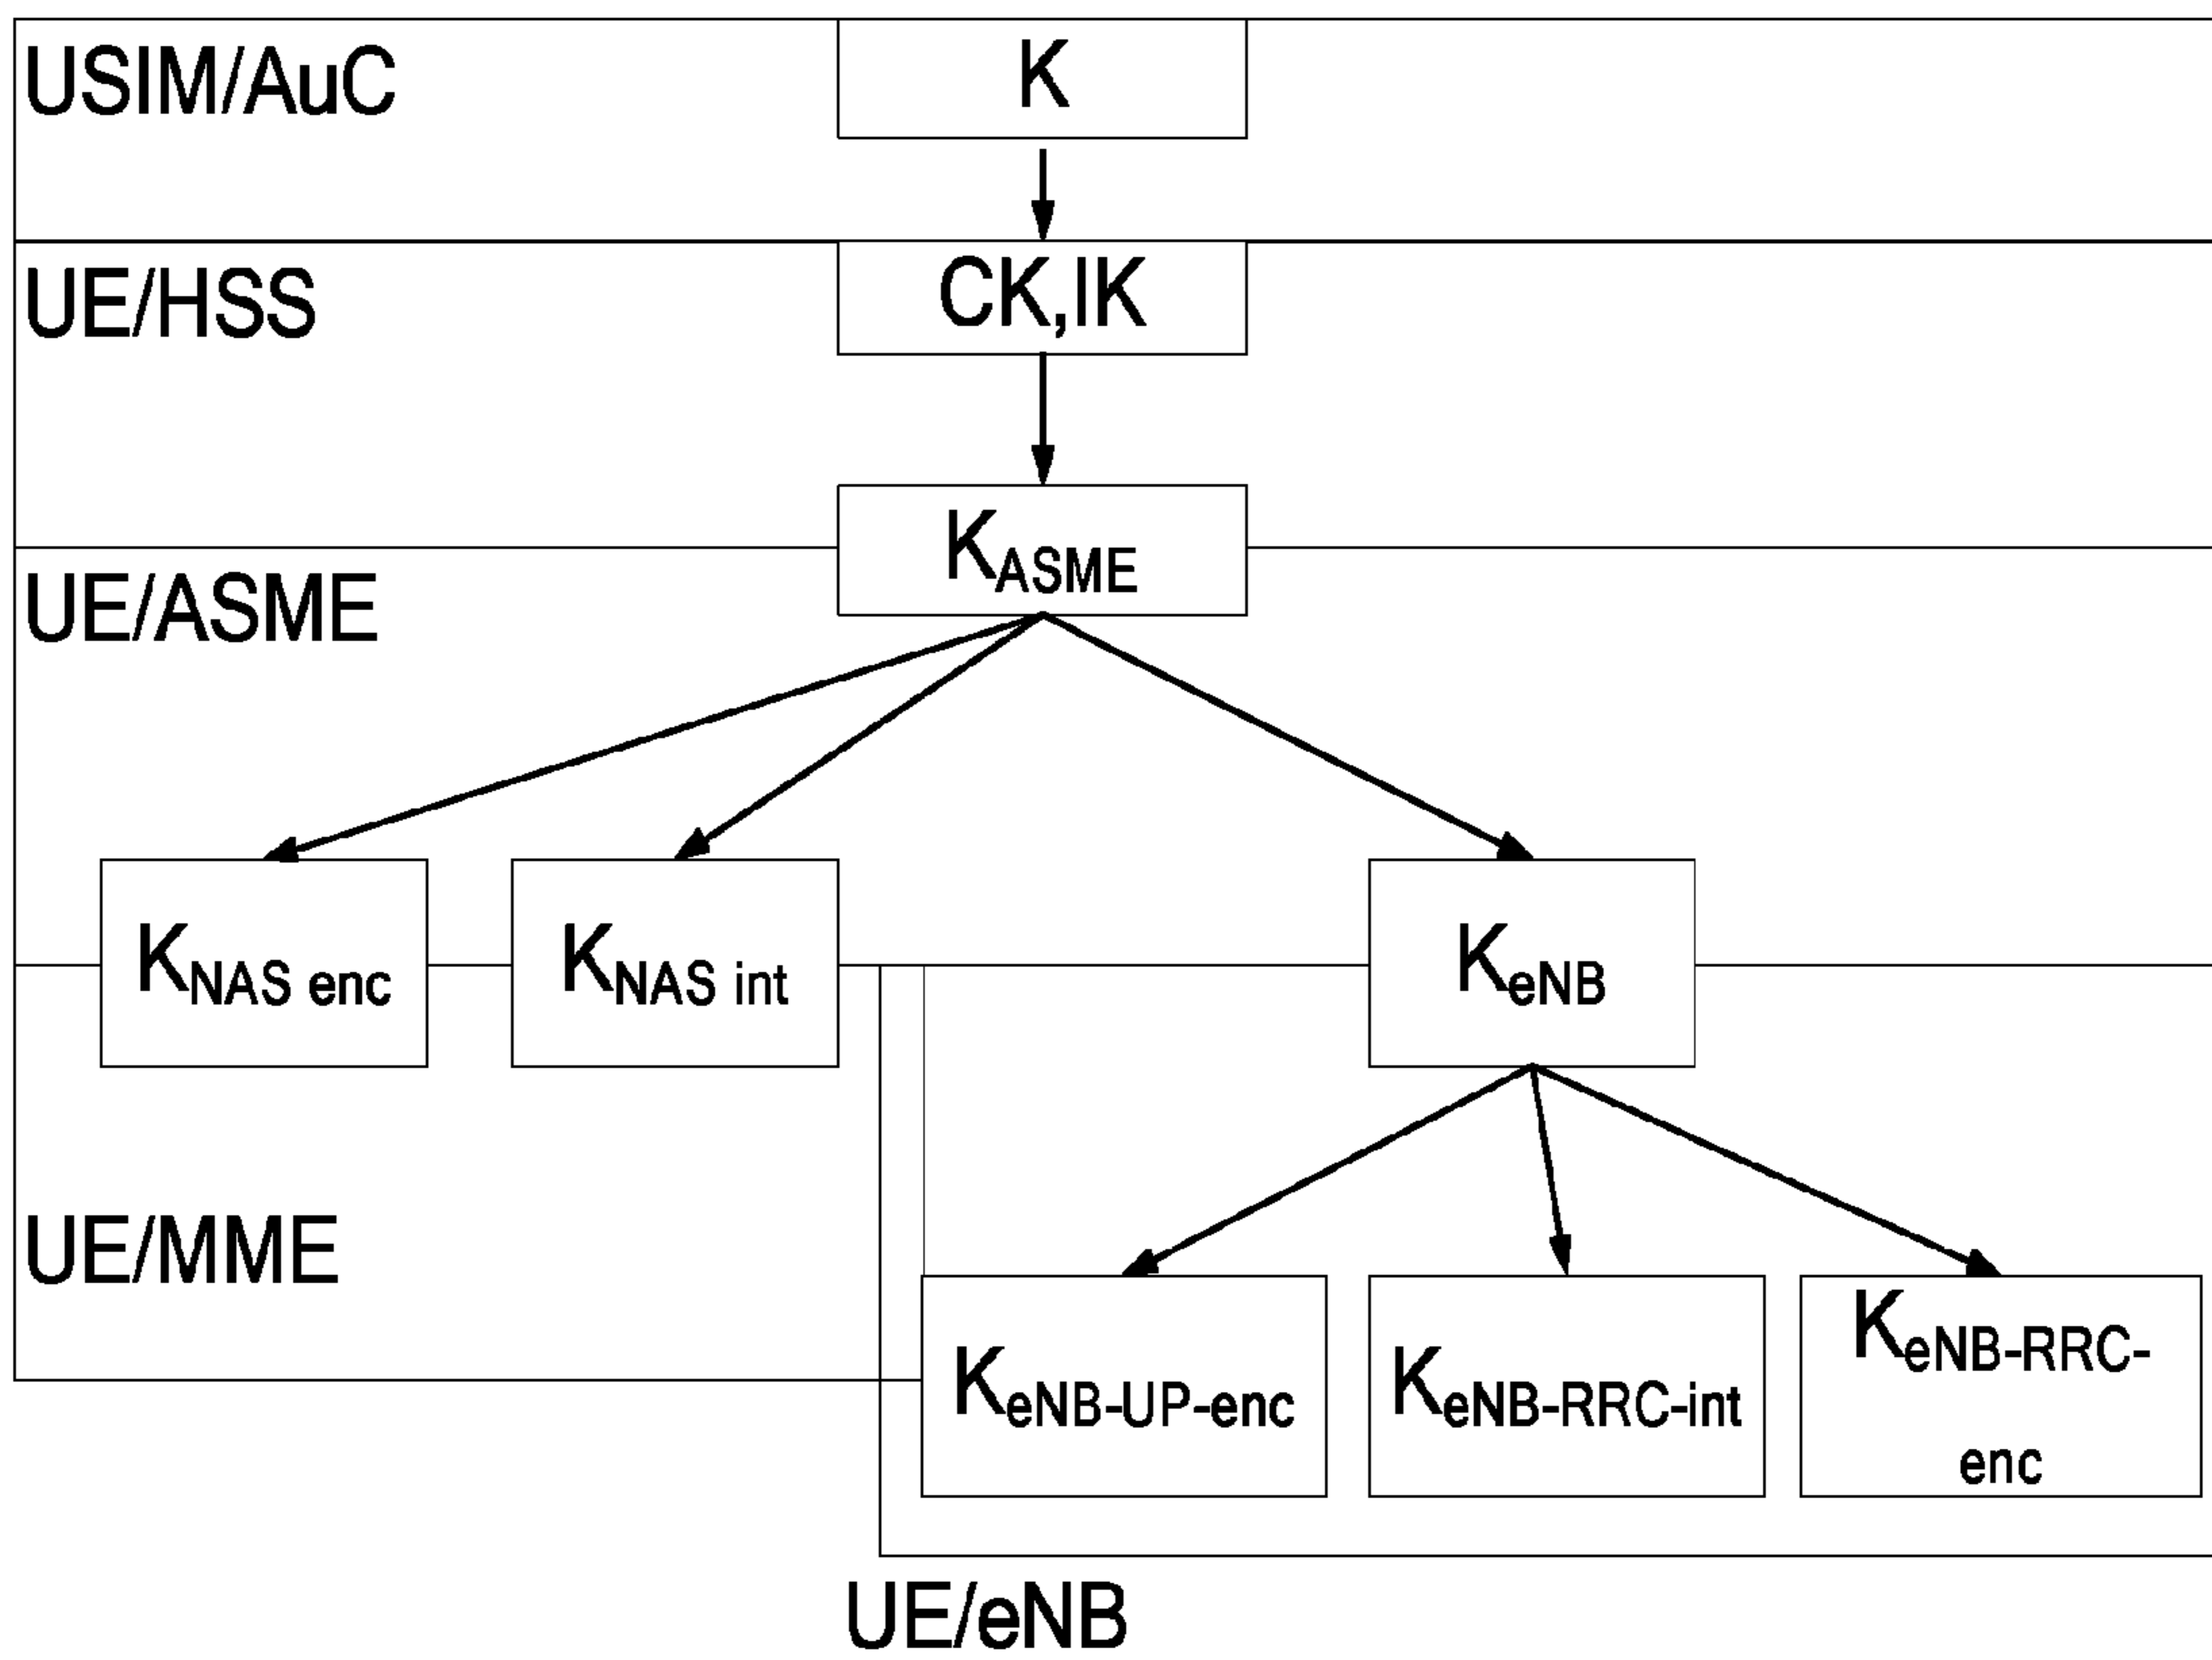 USIM/AuC
K
UE/HSS
CK,IK
KASME
UE/ASME
KNAS enc
KNAS int
KeNB
UE/MME
KeNB-UP-enc
KeNB-RRC-int
KeNB-RRC-
enc
UE/eNB